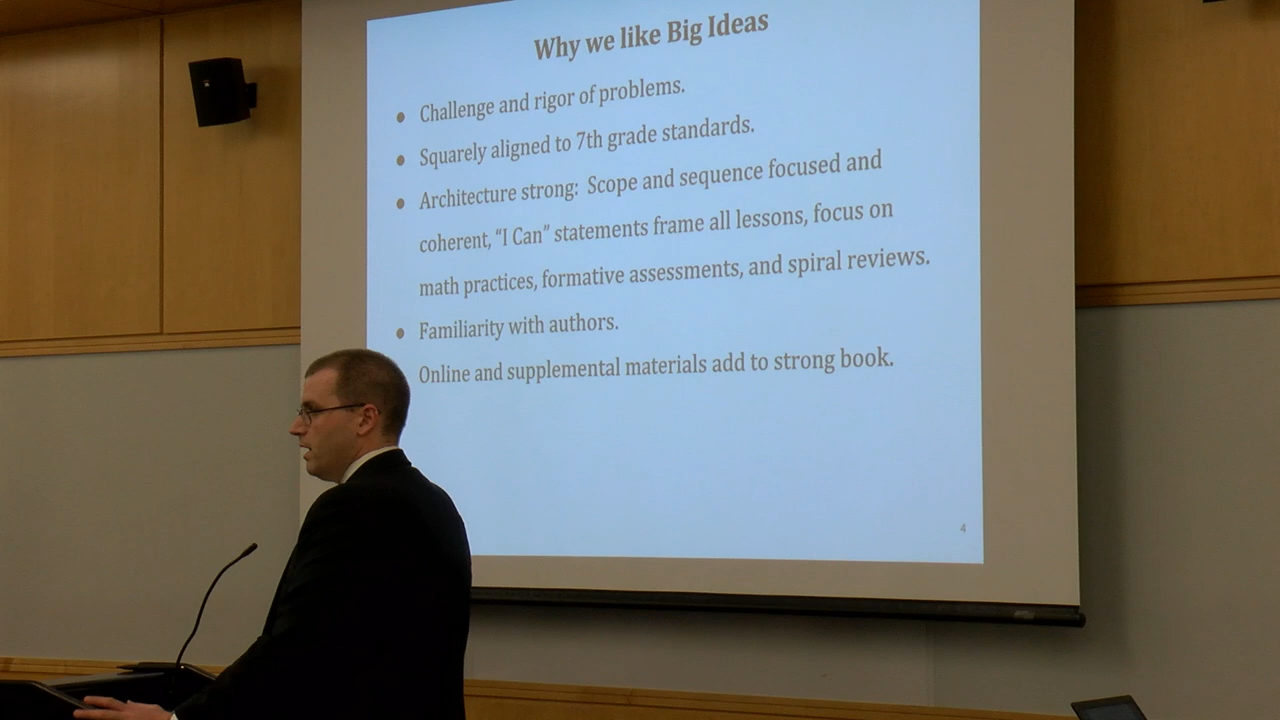 Why we like Big Ideas
● Challenge and rigor of problems.
● Squarely aligned to 7th grade standards.
● Architecture strong: Scope and sequence focused and
coherent, “I Can” statements frame all lessons, focus on
math practices, formative assessments, and spiral reviews.
● Familiarity with authors.
Online and supplemental materials add to strong book.
4